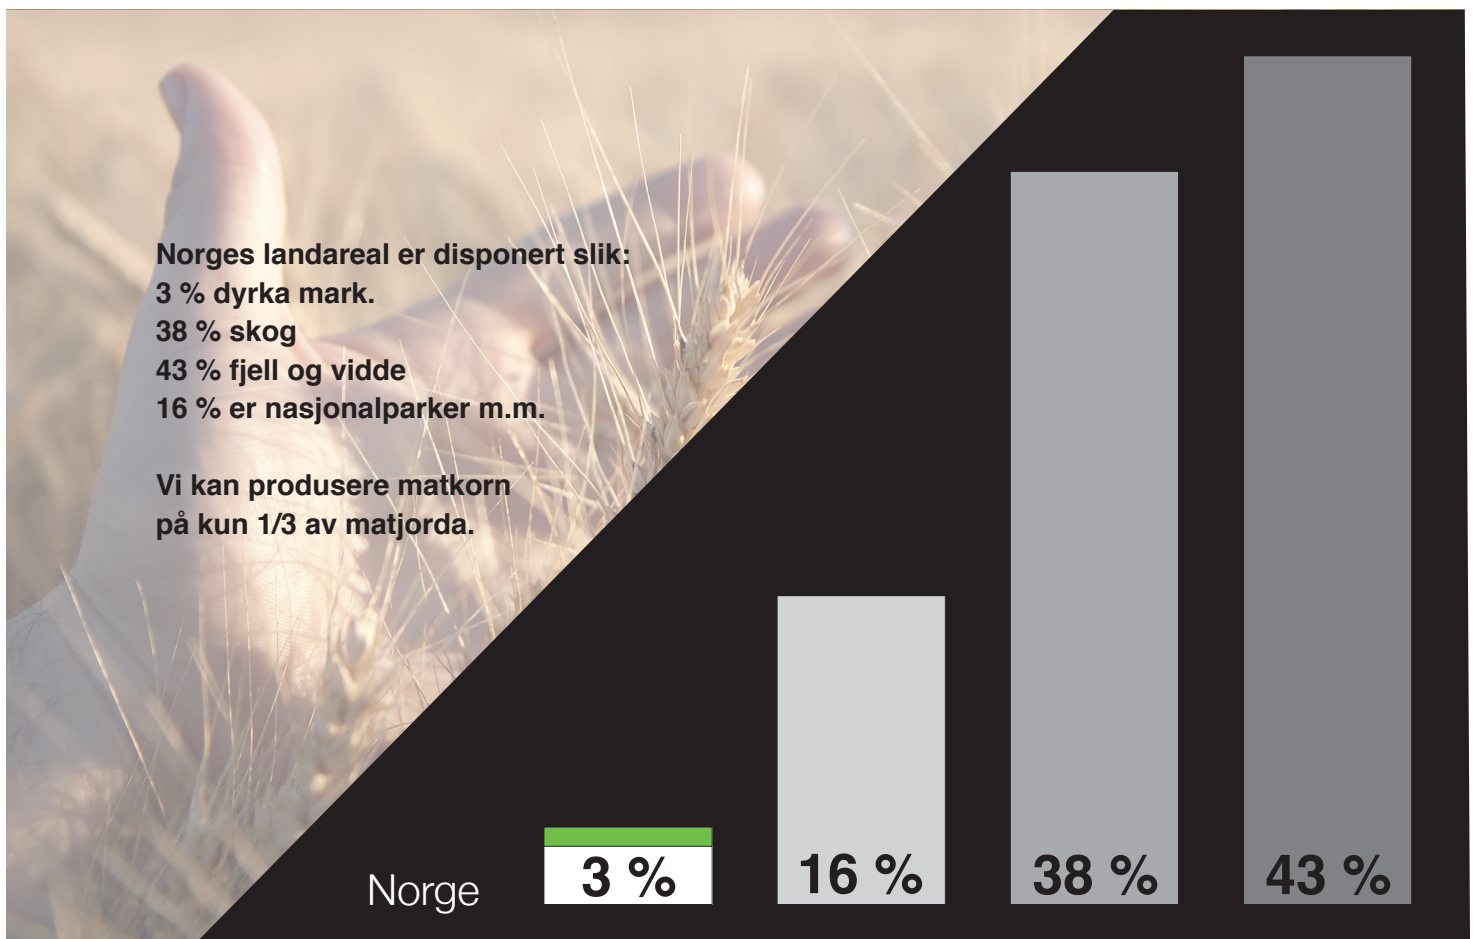 Norges landareal er disponert slik:
3 % dyrka mark.
38 % skog
43 % fjell og vidde
16 % er nasjonalparker m.m.
Vi kan produsere matkorn
på kun 1/3 av matjorda.
Norge
3 %
16 %
38 %
43 %